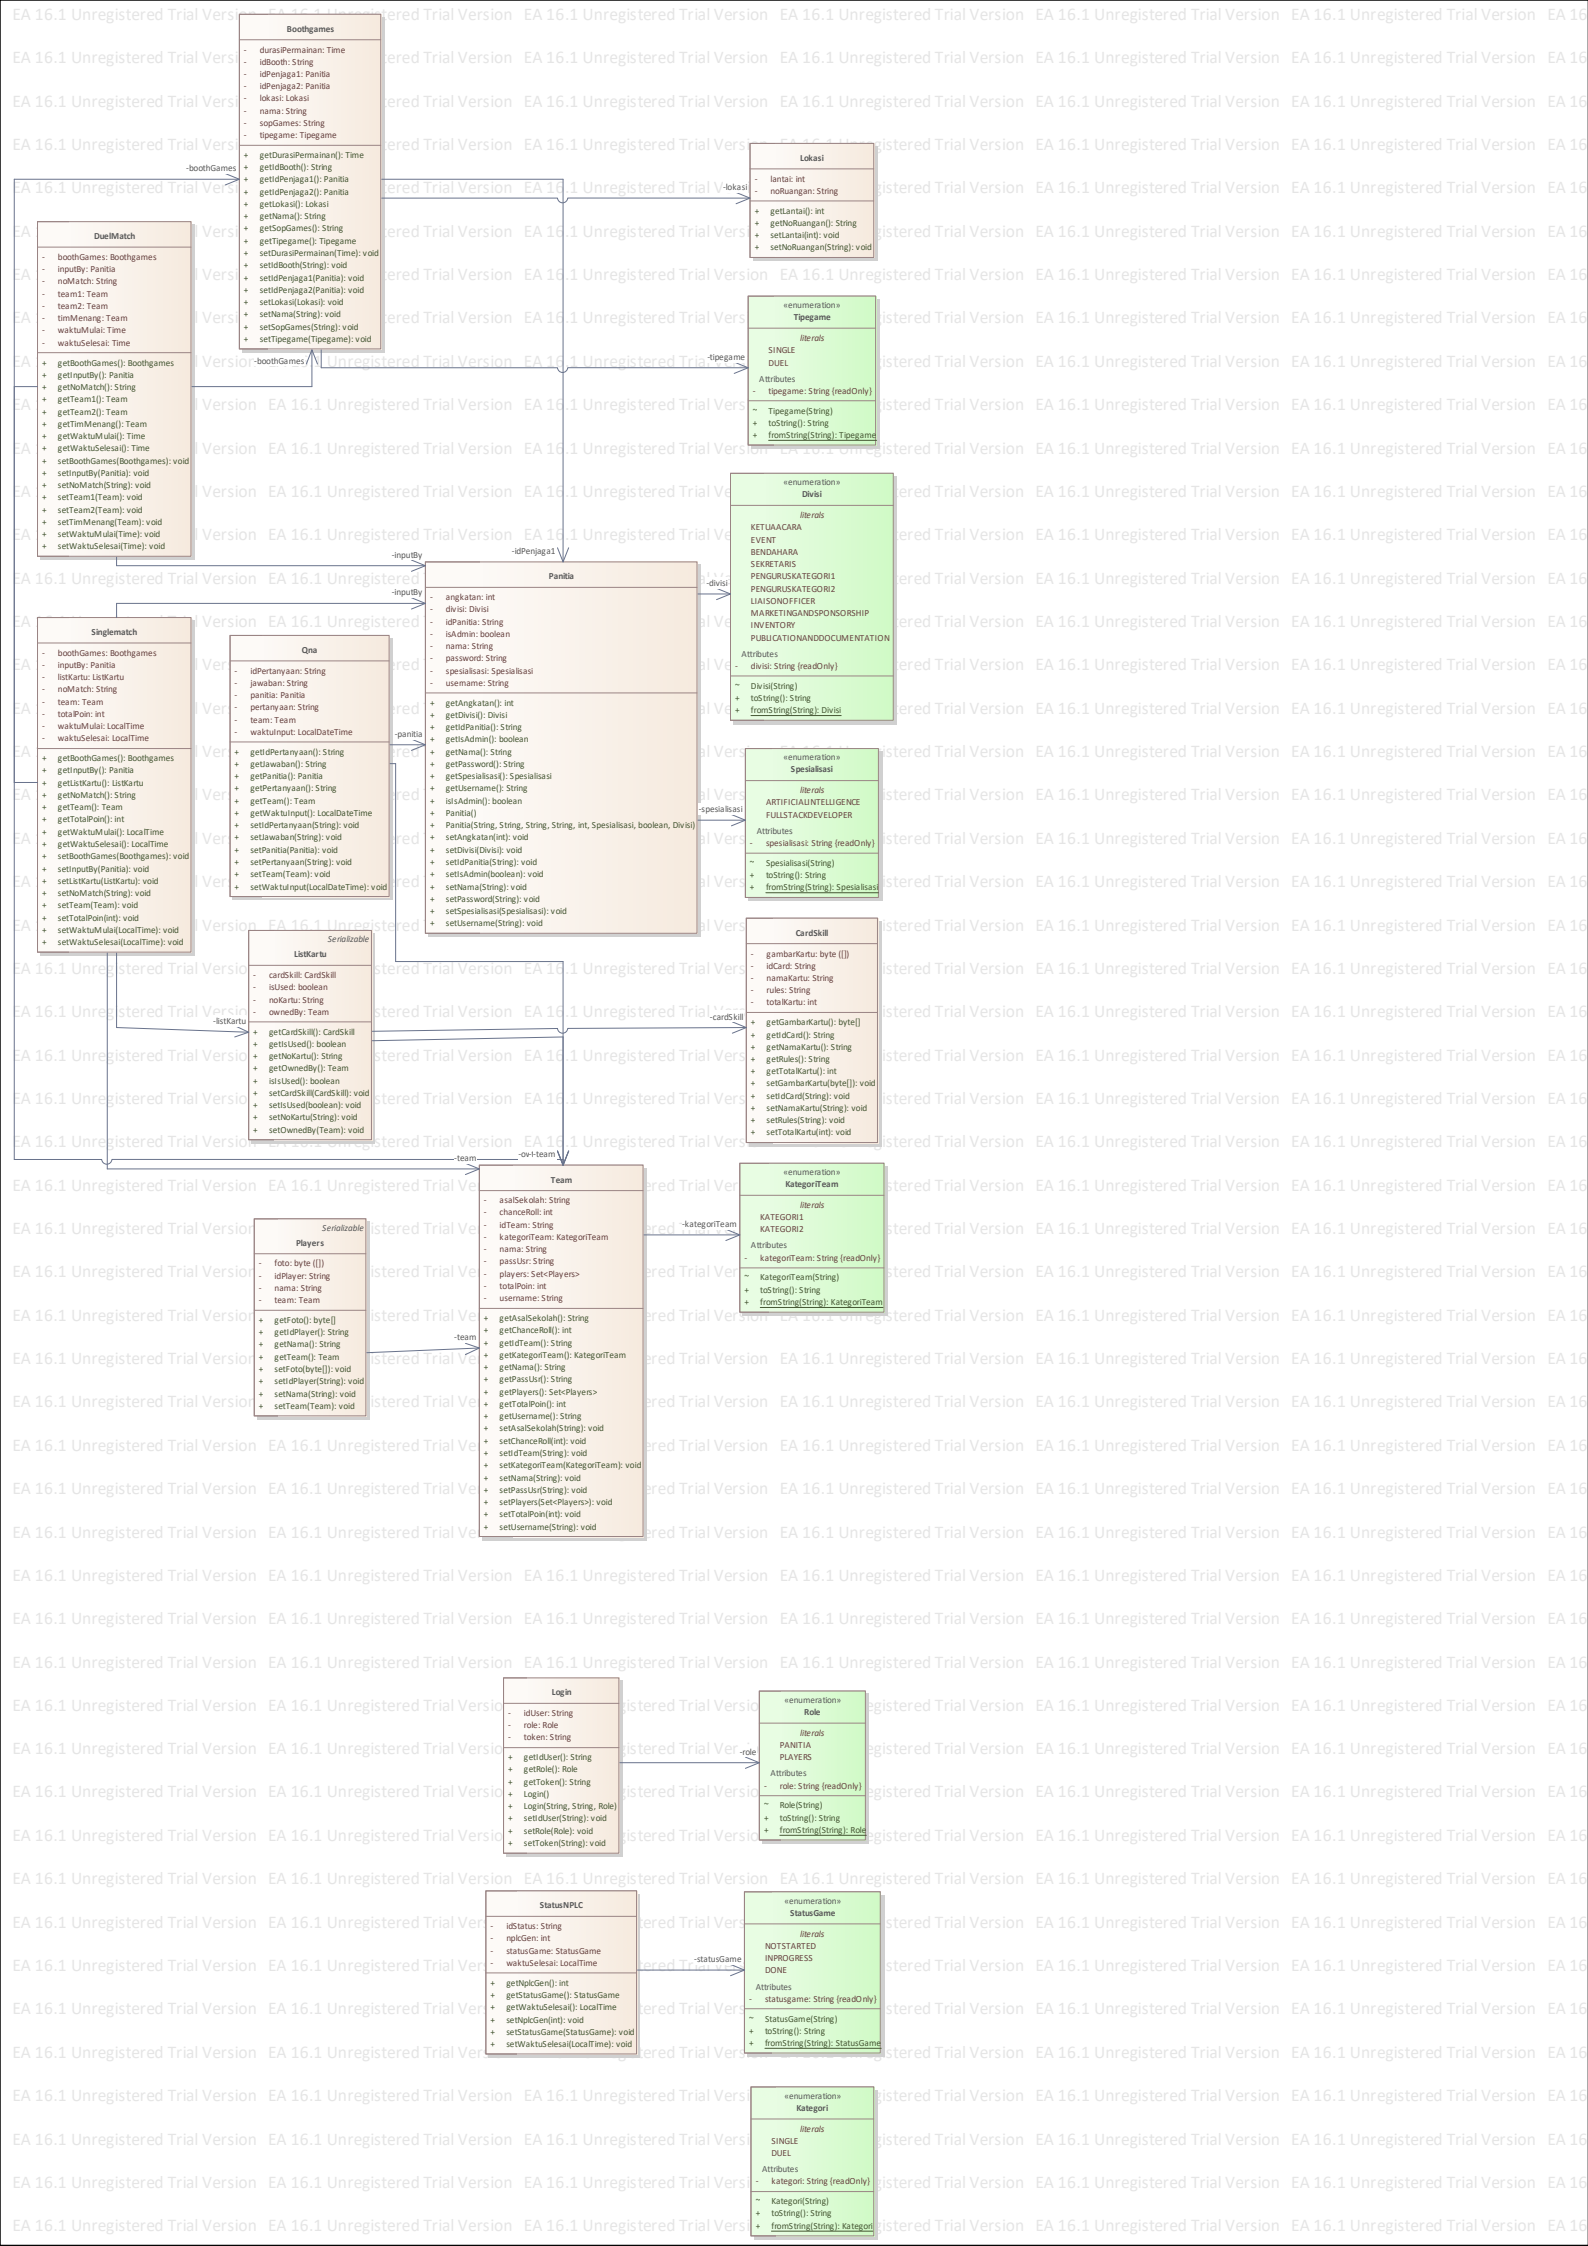 Boothgames
- durasiPermainan: Time
- idBooth: String
- idPenjaga1: Panitia
- idPenjaga2: Panitia
- lokasi: Lokasi
- nama: String
- sopGames: String
- tipegame: Tipegame
+ getDurasiPermainan(): Time
+ getIdBooth(): String
+ getIdPenjaga1(): Panitia
+ getIdPenjaga2(): Panitia
+ getLokasi(): Lokasi
+ getNama(): String
+ getSopGames(): String
+ getTipegame(): Tipegame
+ setDurasiPermainan(Time): void
+ setIdBooth(String): void
+ setIdPenjaga1(Panitia): void
+ setIdPenjaga2(Panitia): void
+ setLokasi(Lokasi): void
+ setNama(String): void
+ setSopGames(String): void
+ setTipegame(Tipegame): void
-boothGames
-lokasi
Lokasi
- lantai: int
- noRuangan: String
+ getLantai(): int
+ getNoRuangan(): String
+ setLantai(int): void
+ setNoRuangan(String): void
DuelMatch
- boothGames: Boothgames
- inputBy: Panitia
- noMatch: String
- team1: Team
- team2: Team
- timMenang: Team
- waktuMulai: Time
- waktuSelesai: Time
+ getBoothGames(): Boothgames
+ getInputBy(): Panitia
+ getNoMatch(): String
+ getTeam1(): Team
+ getTeam2(): Team
+ getTimMenang(): Team
+ getWaktuMulai(): Time
+ getWaktuSelesai(): Time
+ setBoothGames(Boothgames): void
+ setInputBy(Panitia): void
+ setNoMatch(String): void
+ setTeam1(Team): void
+ setTeam2(Team): void
+ setTimMenang(Team): void
+ setWaktuMulai(Time): void
+ setWaktuSelesai(Time): void
-boothGames
-tipegame
«enumeration»
Tipegame
literals
SINGLE
DUEL
Attributes
- tipegame: String {readOnly}
~ Tipegame(String)
+ toString(): String
+ fromString(String): Tipegame
-inputBy
-idPenjaga1
-inputBy
-divisi
«enumeration»
Divisi
literals
KETUAACARA
EVENT
BENDAHARA
SEKRETARIS
PENGURUSKATEGORI1
PENGURUSKATEGORI2
LIAISONOFFICER
MARKETINGANDSPONSORSHIP
INVENTORY
PUBLICATIONANDDOCUMENTATION
Attributes
- divisi: String {readOnly}
~ Divisi(String)
+ toString(): String
+ fromString(String): Divisi
Panitia
- angkatan: int
- divisi: Divisi
- idPanitia: String
- isAdmin: boolean
- nama: String
- password: String
- spesialisasi: Spesialisasi
- username: String
+ getAngkatan(): int
+ getDivisi(): Divisi
+ getIdPanitia(): String
+ getIsAdmin(): boolean
+ getNama(): String
+ getPassword(): String
+ getSpesialisasi(): Spesialisasi
+ getUsername(): String
+ isIsAdmin(): boolean
+ Panitia()
+ Panitia(String, String, String, String, int, Spesialisasi, boolean, Divisi)
+ setAngkatan(int): void
+ setDivisi(Divisi): void
+ setIdPanitia(String): void
+ setIsAdmin(boolean): void
+ setNama(String): void
+ setPassword(String): void
+ setSpesialisasi(Spesialisasi): void
+ setUsername(String): void
Singlematch
- boothGames: Boothgames
- inputBy: Panitia
- listKartu: ListKartu
- noMatch: String
- team: Team
- totalPoin: int
- waktuMulai: LocalTime
- waktuSelesai: LocalTime
+ getBoothGames(): Boothgames
+ getInputBy(): Panitia
+ getListKartu(): ListKartu
+ getNoMatch(): String
+ getTeam(): Team
+ getTotalPoin(): int
+ getWaktuMulai(): LocalTime
+ getWaktuSelesai(): LocalTime
+ setBoothGames(Boothgames): void
+ setInputBy(Panitia): void
+ setListKartu(ListKartu): void
+ setNoMatch(String): void
+ setTeam(Team): void
+ setTotalPoin(int): void
+ setWaktuMulai(LocalTime): void
+ setWaktuSelesai(LocalTime): void
Qna
- idPertanyaan: String
- jawaban: String
- panitia: Panitia
- pertanyaan: String
- team: Team
- waktuInput: LocalDateTime
+ getIdPertanyaan(): String
+ getJawaban(): String
+ getPanitia(): Panitia
+ getPertanyaan(): String
+ getTeam(): Team
+ getWaktuInput(): LocalDateTime
+ setIdPertanyaan(String): void
+ setJawaban(String): void
+ setPanitia(Panitia): void
+ setPertanyaan(String): void
+ setTeam(Team): void
+ setWaktuInput(LocalDateTime): void
-panitia
-spesialisasi
«enumeration»
Spesialisasi
literals
ARTIFICIALINTELLIGENCE
FULLSTACKDEVELOPER
Attributes
- spesialisasi: String {readOnly}
~ Spesialisasi(String)
+ toString(): String
+ fromString(String): Spesialisasi
Serializable
ListKartu
- cardSkill: CardSkill
- isUsed: boolean
- noKartu: String
- ownedBy: Team
+ getCardSkill(): CardSkill
+ getIsUsed(): boolean
+ getNoKartu(): String
+ getOwnedBy(): Team
+ isIsUsed(): boolean
+ setCardSkill(CardSkill): void
+ setIsUsed(boolean): void
+ setNoKartu(String): void
+ setOwnedBy(Team): void
-listKartu
-cardSkill
CardSkill
- gambarKartu: byte ([])
- idCard: String
- namaKartu: String
- rules: String
- totalKartu: int
+ getGambarKartu(): byte[]
+ getIdCard(): String
+ getNamaKartu(): String
+ getRules(): String
+ getTotalKartu(): int
+ setGambarKartu(byte[]): void
+ setIdCard(String): void
+ setNamaKartu(String): void
+ setRules(String): void
+ setTotalKartu(int): void
-team
-team
Team
- asalSekolah: String
- chanceRoll: int
- idTeam: String
- kategoriTeam: KategoriTeam
- nama: String
- passUsr: String
- players: Set<Players>
- totalPoin: int
- username: String
+ getAsalSekolah(): String
+ getChanceRoll(): int
+ getIdTeam(): String
+ getKategoriTeam(): KategoriTeam
+ getNama(): String
+ getPassUsr(): String
+ getPlayers(): Set<Players>
+ getTotalPoin(): int
+ getUsername(): String
+ setAsalSekolah(String): void
+ setChanceRoll(int): void
+ setIdTeam(String): void
+ setKategoriTeam(KategoriTeam): void
+ setNama(String): void
+ setPassUsr(String): void
+ setPlayers(Set<Players>): void
+ setTotalPoin(int): void
+ setUsername(String): void
-kategoriTeam
«enumeration»
KategoriTeam
literals
KATEGORI1
KATEGORI2
Attributes
- kategoriTeam: String {readOnly}
~ KategoriTeam(String)
+ toString(): String
+ fromString(String): KategoriTeam
Serializable
Players
- foto: byte ([])
- idPlayer: String
- nama: String
- team: Team
+ getFoto(): byte[]
+ getIdPlayer(): String
+ getNama(): String
+ getTeam(): Team
+ setFoto(byte[]): void
+ setIdPlayer(String): void
+ setNama(String): void
+ setTeam(Team): void
-team
Login
- idUser: String
- role: Role
- token: String
+ getIdUser(): String
+ getRole(): Role
+ getToken(): String
+ Login()
+ Login(String, String, Role)
+ setIdUser(String): void
+ setRole(Role): void
+ setToken(String): void
-role
«enumeration»
Role
literals
PANITIA
PLAYERS
Attributes
- role: String {readOnly}
~ Role(String)
+ toString(): String
+ fromString(String): Role
StatusNPLC
- idStatus: String
- nplcGen: int
- statusGame: StatusGame
- waktuSelesai: LocalTime
+ getNplcGen(): int
+ getStatusGame(): StatusGame
+ getWaktuSelesai(): LocalTime
+ setNplcGen(int): void
+ setStatusGame(StatusGame): void
+ setWaktuSelesai(LocalTime): void
-statusGame
«enumeration»
StatusGame
literals
NOTSTARTED
INPROGRESS
DONE
Attributes
- statusgame: String {readOnly}
~ StatusGame(String)
+ toString(): String
+ fromString(String): StatusGame
«enumeration»
Kategori
literals
SINGLE
DUEL
Attributes
- kategori: String {readOnly}
~ Kategori(String)
+ toString(): String
+ fromString(String): Kategori
EA 16.1 Unregistered Trial Version